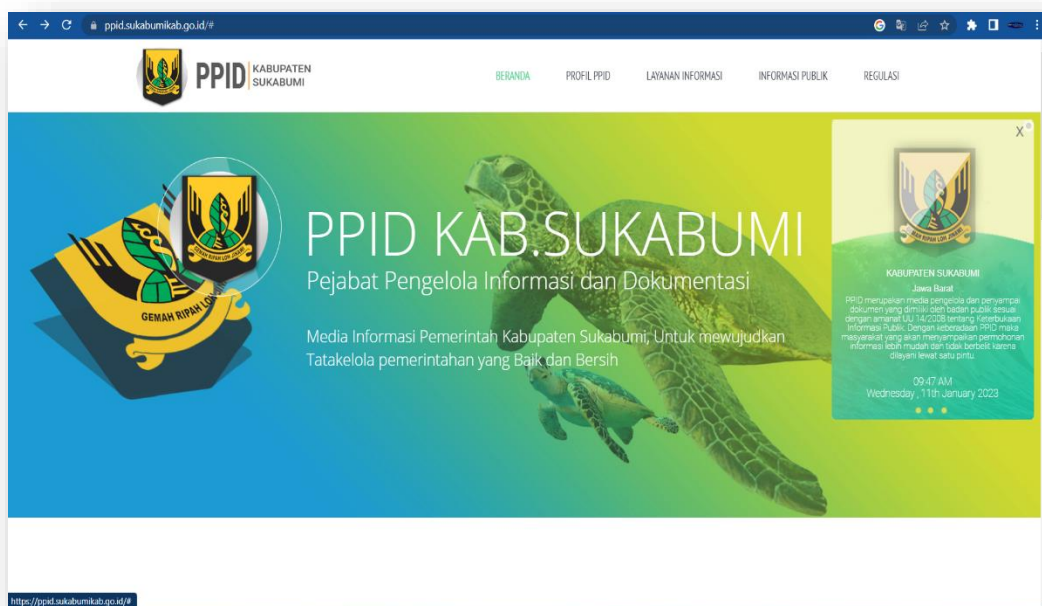 ppid.sukabumikab.go.id/#
PPID KABUPATEN
SUKABUMI
BERANDA PROFIL PPID LAYANAN INFORMASI INFORMASI PUBLIK REGULASI
GEMAH RIPAH LOH
PPID KAB.SUKABUMI
Pejabat Pengelola Informasi dan Dokumentasi
Media Informasi Pemerintah Kabupaten Sukabumi; Untuk mewujudkan
Tatakelola pemerintahan yang Baik dan Bersih
X
KABUPATEN SUKABUMI
Jawa Barat
PPID merupakan media pengelola dan penyampai
dokumen yang dimiliki oleh badan publik sesuai
dengan amanat UU 14/2008 tentang Keterbukaan
Informasi Publik. Dengan keberadaan PPID maka
masyarakat yang akan menyampaikan permohonan
informasi lebih mudah dan tidak berbelit karena
dilayani lewat satu pintu.
09:47 AM
Wednesday , 11th January 2023
https://ppid.sukabumikab.go.id/#